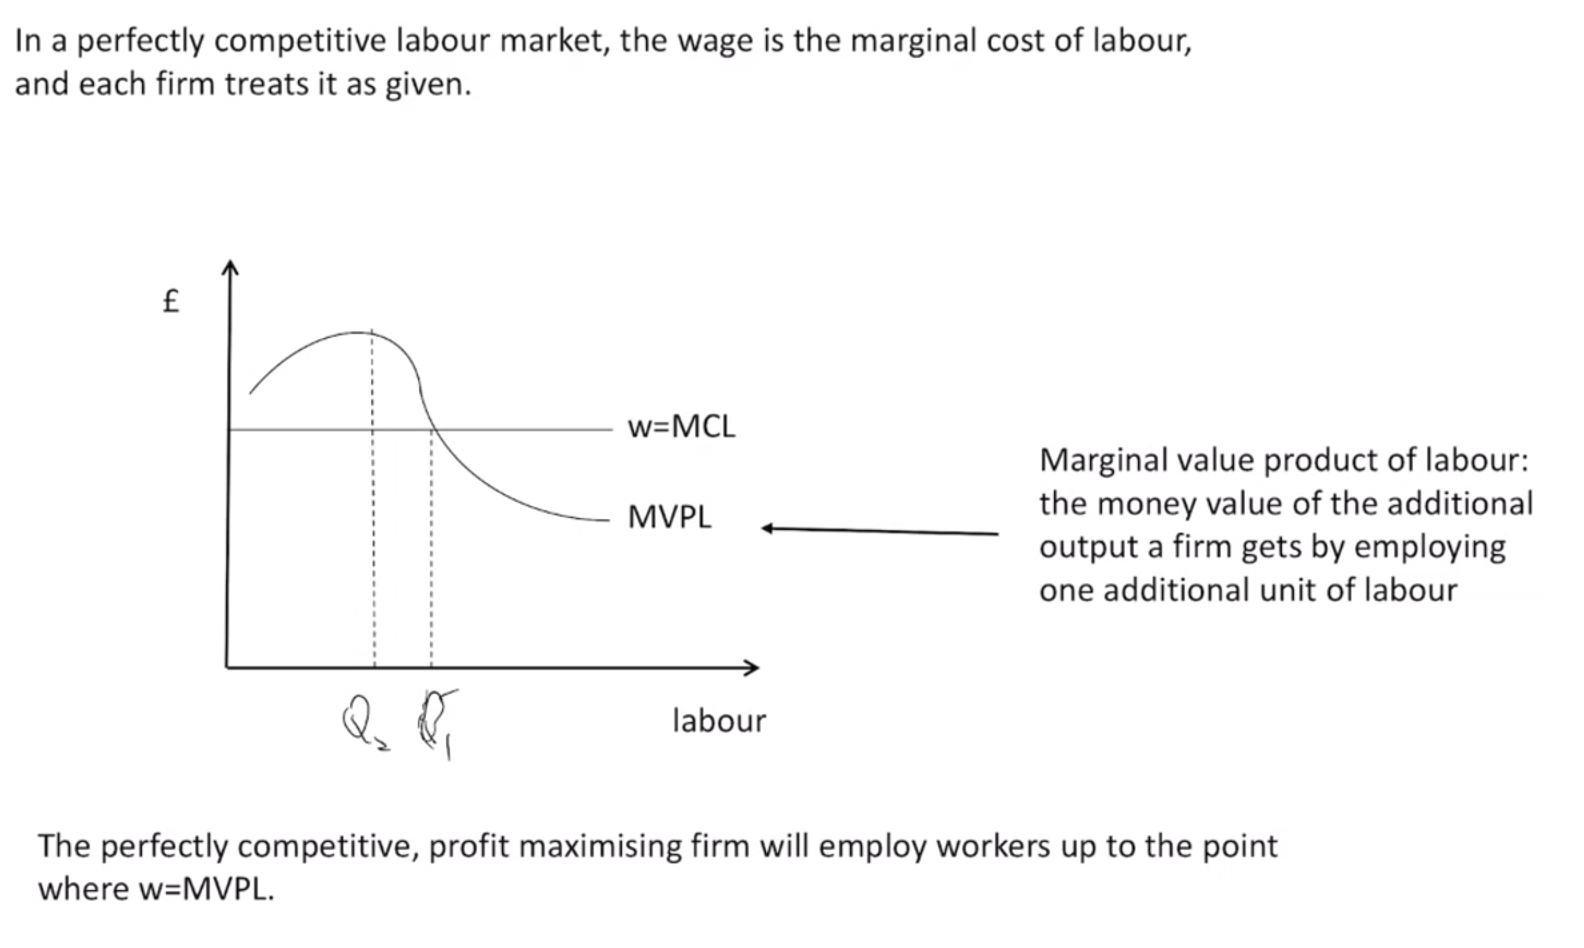 In a perfectly competitive labour market, the wage is the marginal cost of labour,
and each firm treats it as given.
£
w=MCL
MVPL
Marginal value product of labour:
the money value of the additional
output a firm gets by employing
one additional unit of labour
Q₂ Q₁
labour
The perfectly competitive, profit maximising firm will employ workers up to the point
where w=MVPL.